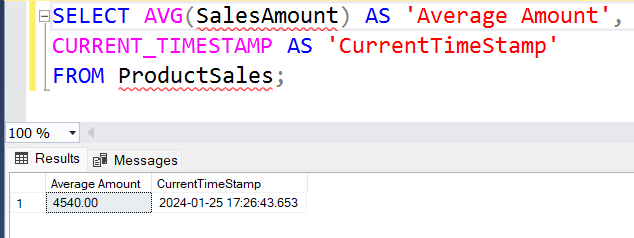 SELECT AVG(SalesAmount) AS 'Average Amount',
CURRENT_TIMESTAMP AS 'CurrentTimeStamp'
FROM ProductSales;
100 %
Results Messages
Average Amount CurrentTimeStamp
1 4540.00 2024-01-25 17:26:43.653